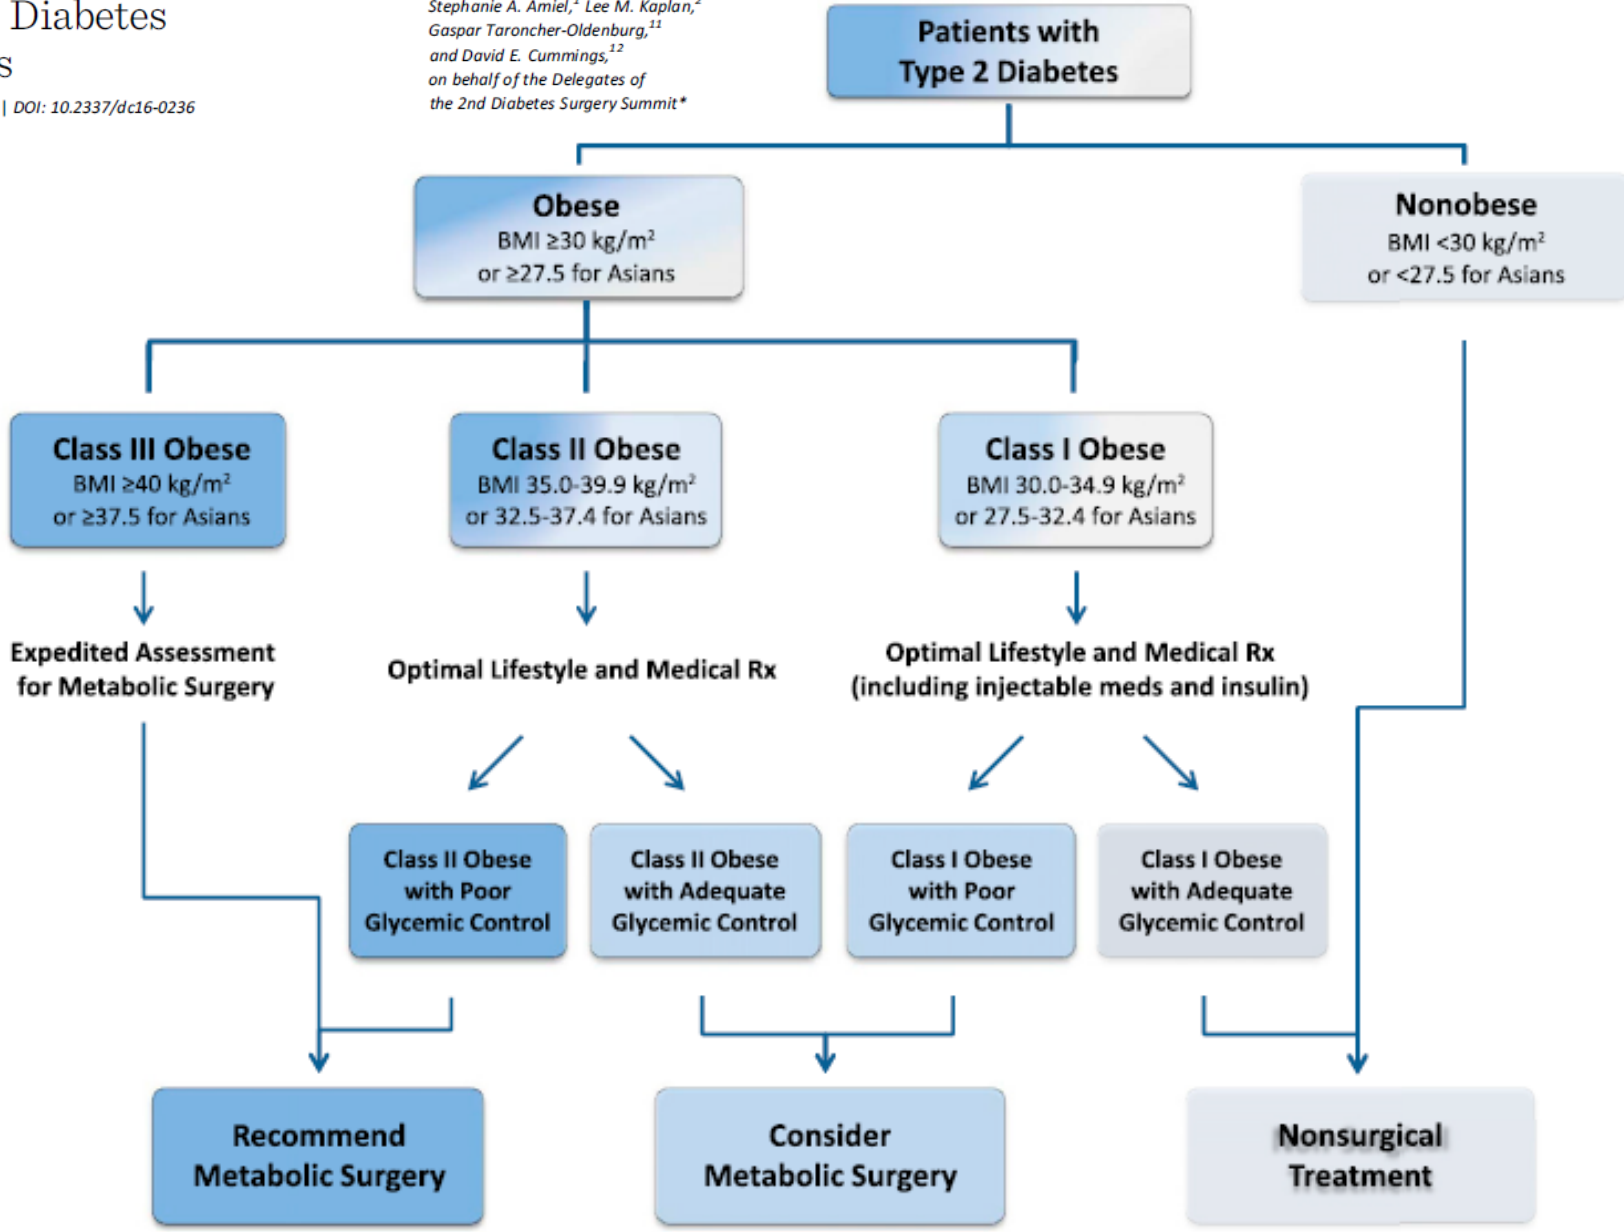 Diabetes
s
| DOI: 10.2337/dc16-0236
Stephanie A. Amiel,¹ Lee M. Kaplan,²
Gaspar Taroncher-Oldenburg,¹¹
and David E. Cummings,¹²
on behalf of the Delegates of
the 2nd Diabetes Surgery Summit*
Patients with
Type 2 Diabetes
Obese
BMI ≥30 kg/m²
or ≥27.5 for Asians
Nonobese
BMI <30 kg/m²
or <27.5 for Asians
Class III Obese
BMI ≥40 kg/m²
or ≥37.5 for Asians
Class II Obese
BMI 35.0-39.9 kg/m²
or 32.5-37.4 for Asians
Class I Obese
BMI 30.0-34.9 kg/m²
or 27.5-32.4 for Asians
Expedited Assessment
for Metabolic Surgery
Optimal Lifestyle and Medical Rx
Optimal Lifestyle and Medical Rx
(including injectable meds and insulin)
Class II Obese
with Poor
Glycemic Control
Class II Obese
with Adequate
Glycemic Control
Class I Obese
with Poor
Glycemic Control
Class I Obese
with Adequate
Glycemic Control
Recommend
Metabolic Surgery
Consider
Metabolic Surgery
Nonsurgical
Treatment